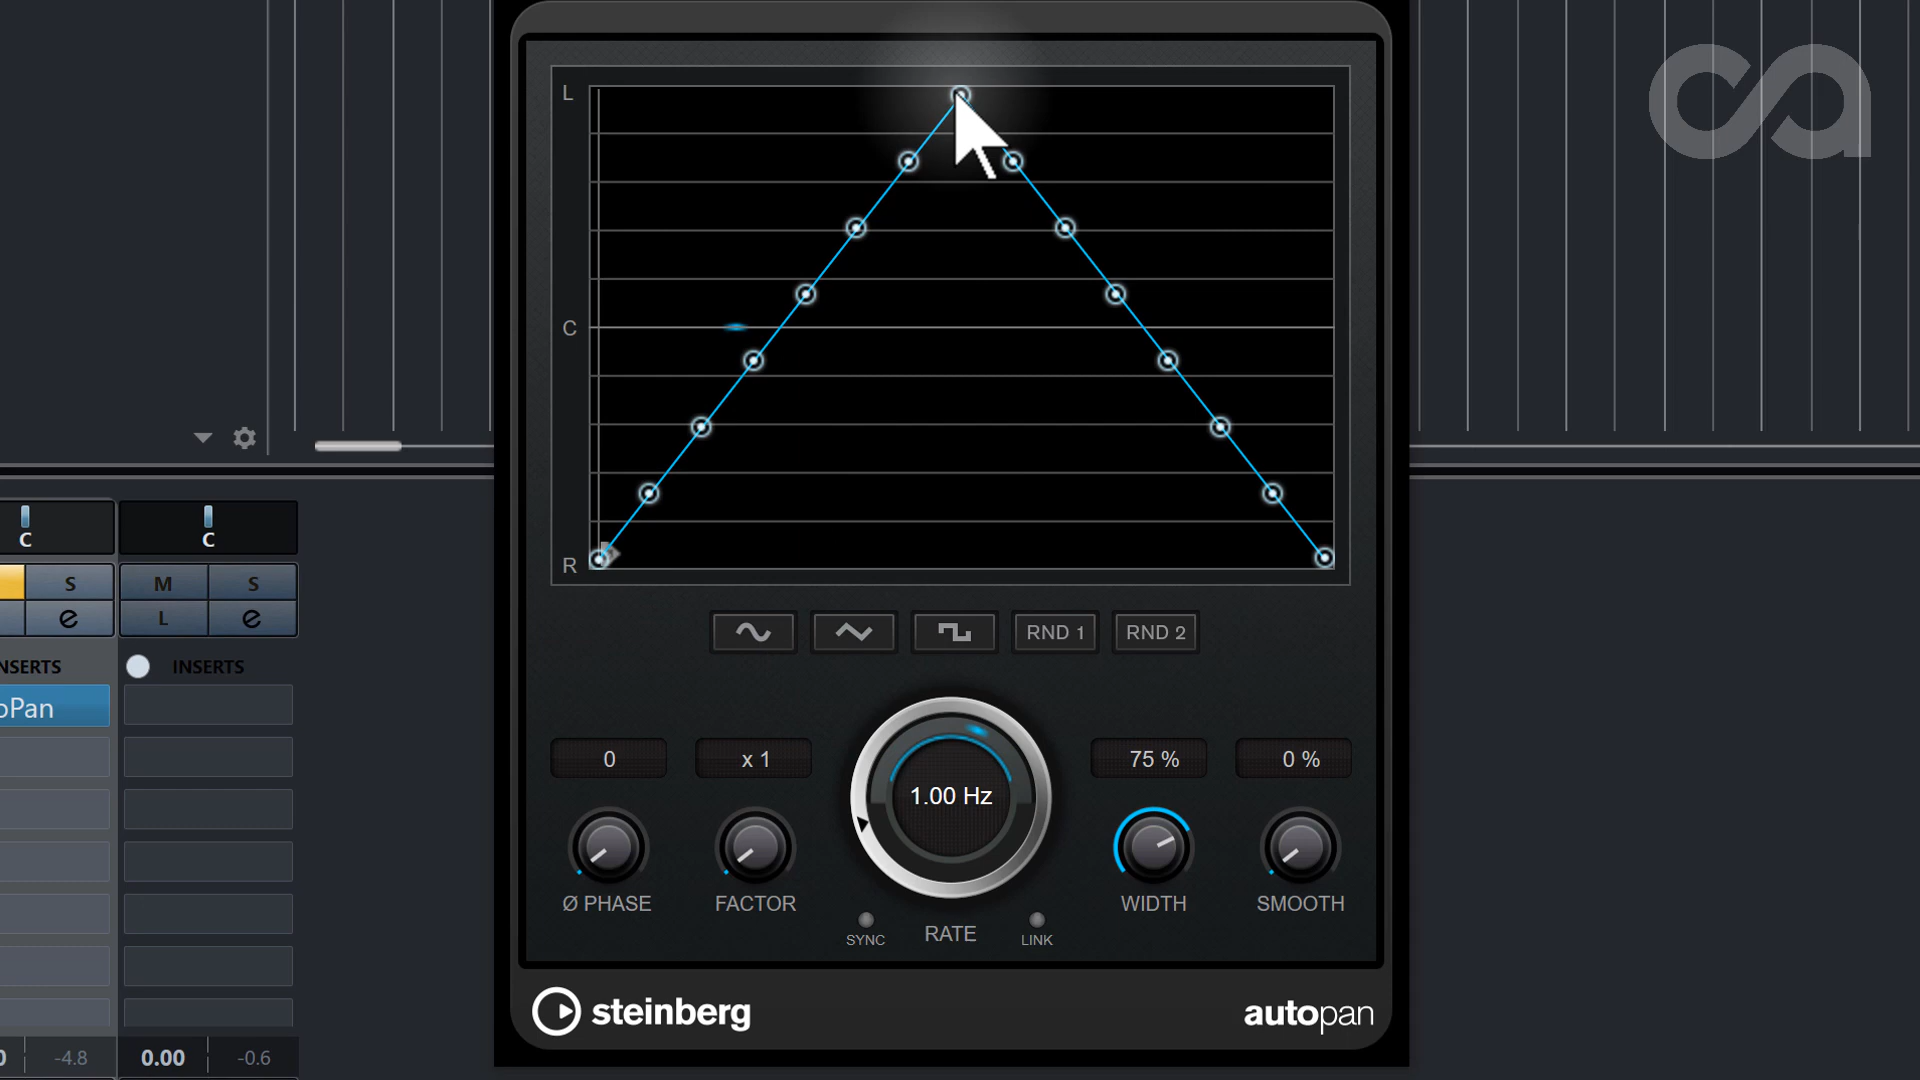 L
C
R
C
C
S
M
S
e
L
e
RND 1
RND 2
NSERTS
INSERTS
oPan
0
x 1
1.00 Hz
75 %
0 %
Ø PHASE
FACTOR
SYNC
RATE
LINK
WIDTH
SMOOTH
steinberg
autopan
0
-4.8
0.00
-0.6